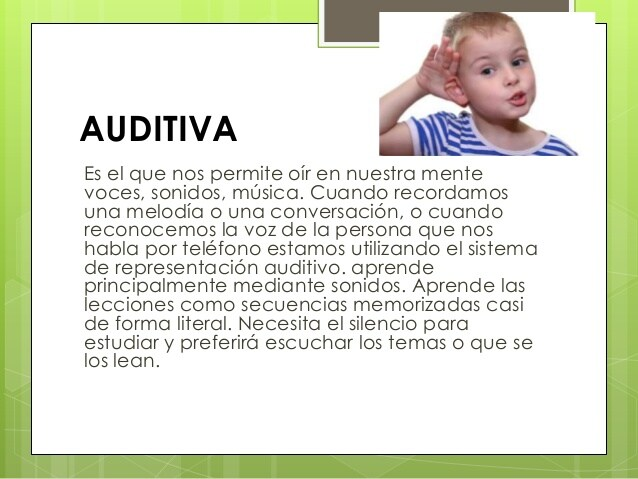 AUDITIVA
Es el que nos permite oír en nuestra mente
voces, sonidos, música. Cuando recordamos
una melodía o una conversación, o cuando
reconocemos la voz de la persona que nos
habla por teléfono estamos utilizando el sistema
de representación auditivo. aprende
principalmente mediante sonidos. Aprende las
lecciones como secuencias memorizadas casi
de forma literal. Necesita el silencio para
estudiar y preferirá escuchar los temas o que se
los lean.